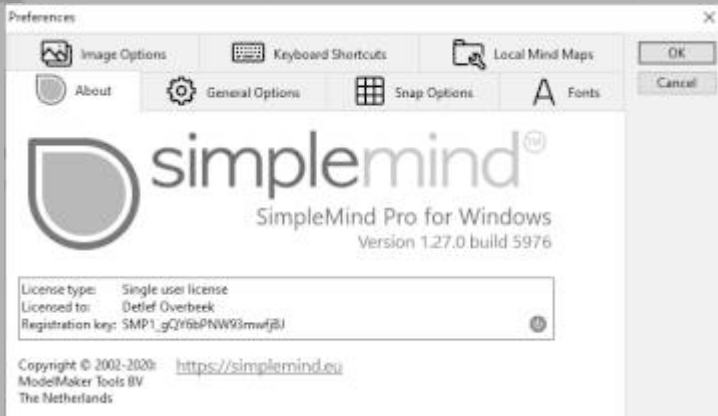 Preferences
Image Options Keyboard Shortcuts Local Mind Maps OK
About General Options Snap Options Fonts Cancel
simplemind TM
SimpleMind Pro for Windows
Version 1.27.0 build 5976
License type: Single user license
Licensed to: Detlef Overbeek
Registration key:
Copyright © 2002-2020: https://simplemind.eu
ModelMaker Tools BV
The Netherlands